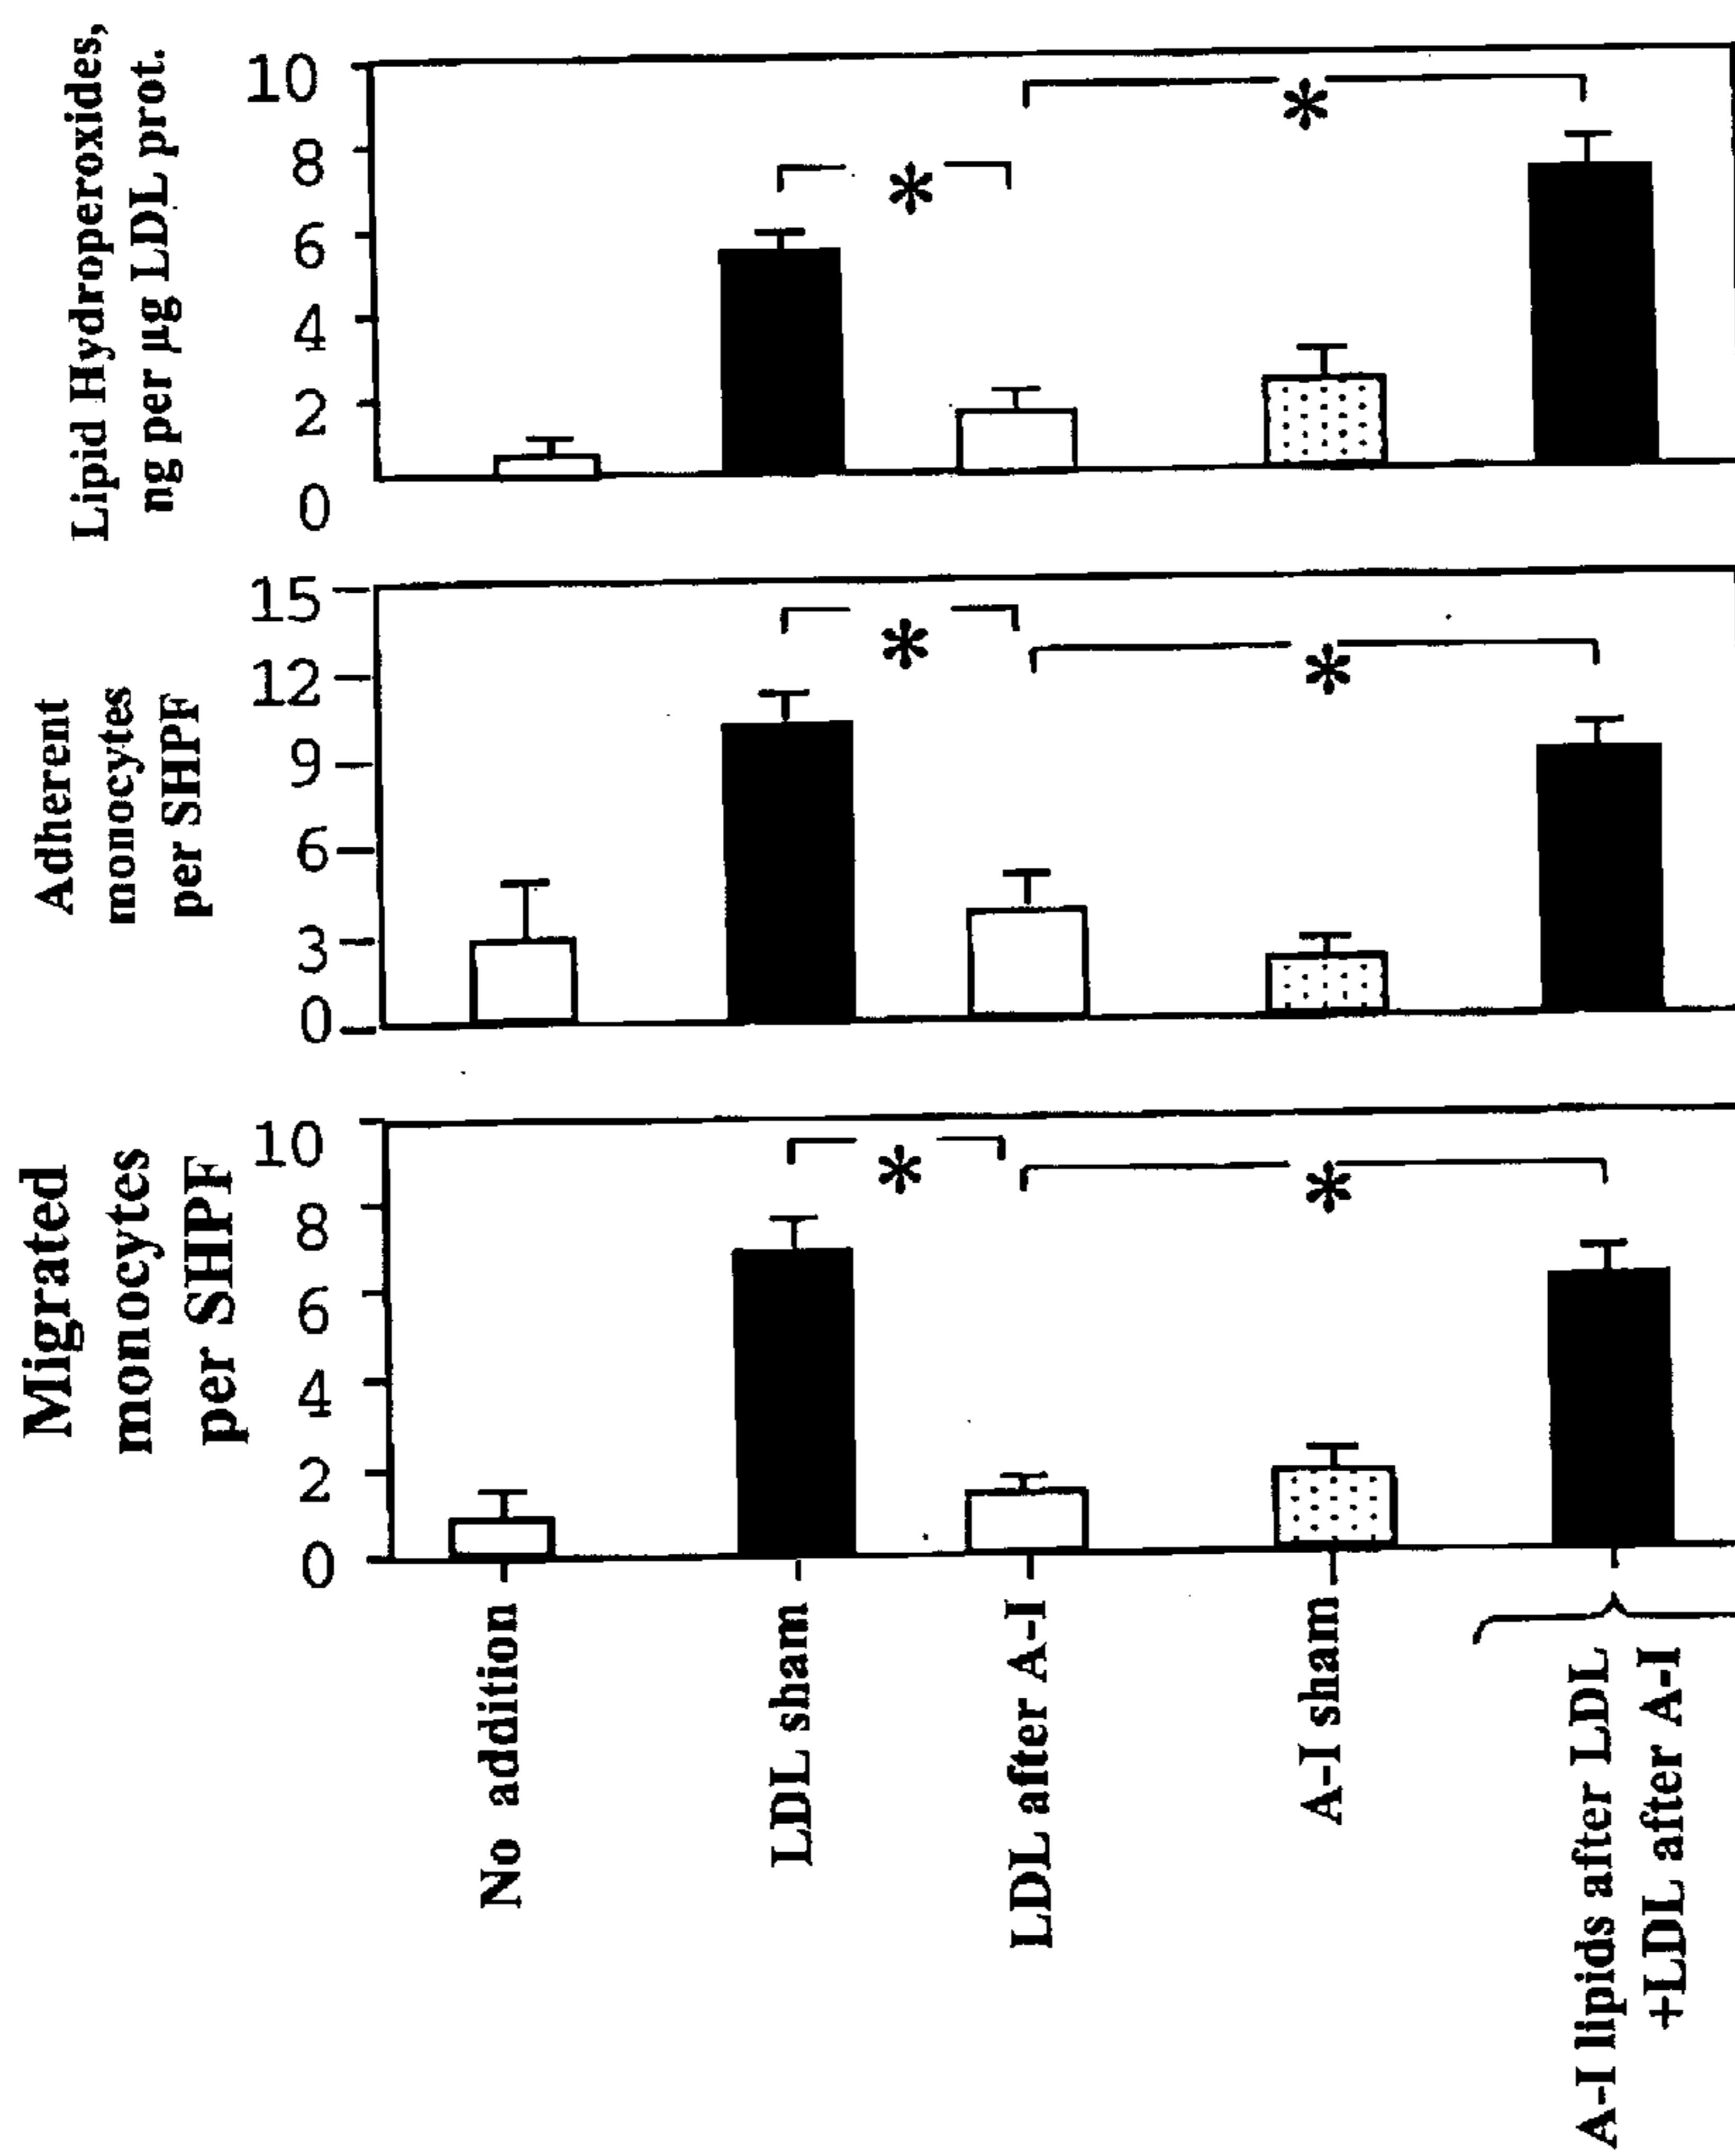 Lipid Hydroperoxides,
ng per µg LDL prot.
10
8
6
4
2
0
*
*
Adherent
monocytes
per SHPF
15
12
9
6
3
0
*
*
Migrated
monocytes
per SHPF
10
8
6
4
2
0
*
*
No addition
LDL sham
LDL after A-I
A-I sham
A-I lipids after LDL
+LDL after A-I